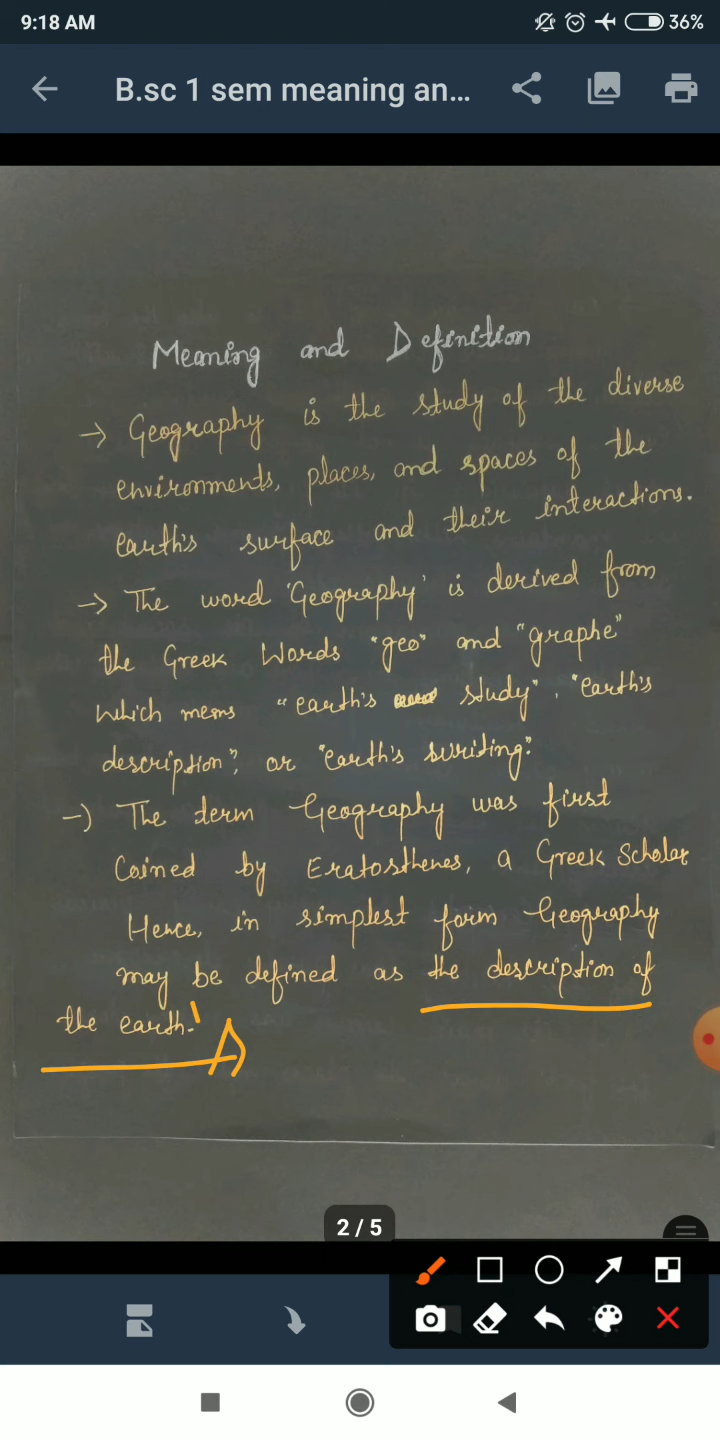 9:18 AM
36%
B.sc 1 sem meaning an...
Meaning and Definition
→ Geography is the study of the diverse
environments, places, and spaces of the
earth's surface and their interactions.
→ The word 'Geography' is derived from
the Greek Words "geo" and "graphe"
which mems "earth's study", "earth's
description", or "earth's writing."
→ The term Geography was first
Coined by Eratosthenes, a Greek Scholar
Hence, in simplest form Geography
may be defined as the description of
the earth.'
2 / 5